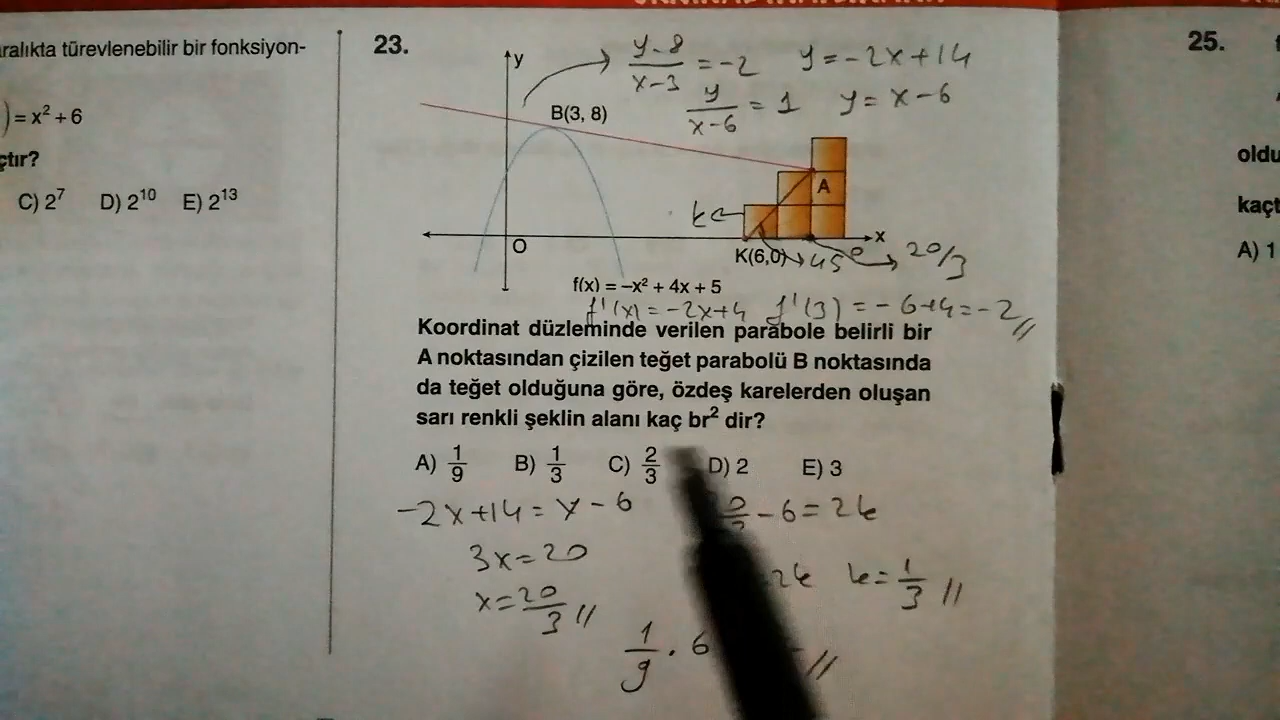 aralıkta türevlenebilir bir fonksiyon-
) = x² + 6
çtır?
C) 2⁷ D) 2¹⁰ E) 2¹³
23.
y
y-8/x-3 = -2 y = -2x+14
y/x-6 = 1 y = x-6
B(3, 8)
A
k
O
x
K(6,0) 45° 20/3
f(x) = –x² + 4x + 5
f'(x) = -2x+4 f'(3) = -6+4 = -2 //
Koordinat düzleminde verilen parabole belirli bir
A noktasından çizilen teğet parabolü B noktasında
da teğet olduğuna göre, özdeş karelerden oluşan
sarı renkli şeklin alanı kaç br² dir?
A) 1/9 B) 1/3 C) 2/3 D) 2 E) 3
-2x+14 = x-6
3x = 20
x = 20/3 //
-6 = 2k
=2k k = 1/3 //
1/9 . 6 //
25.
oldu
kaçt
A) 1